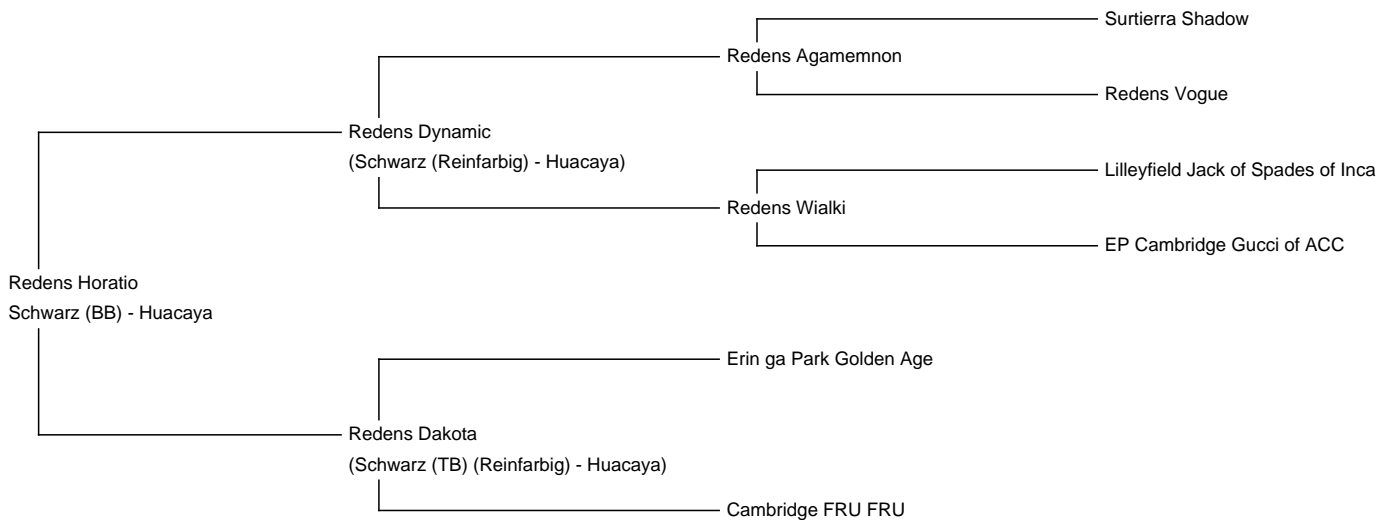 Surtierra Shadow
Redens Agamemnon
Redens Vogue
Redens Dynamic
(Schwarz (Reinfarbig) - Huacaya)
Lilleyfield Jack of Spades of Inca
Redens Wialki
EP Cambridge Gucci of ACC
Redens Horatio
Schwarz (BB) - Huacaya
Erin ga Park Golden Age
Redens Dakota
(Schwarz (TB) (Reinfarbig) - Huacaya)
Cambridge FRU FRU